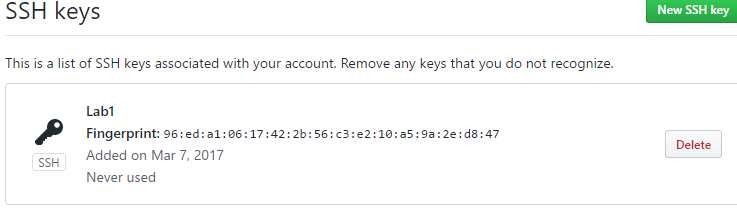 SSH keys
New SSH key
This is a list of SSH keys associated with your account. Remove any keys that you do not recognize.
Lab1
Fingerprint: 96:ed:a1:06:17:42:2b:56:c3:e2:10:a5:9a:2e:d8:47
Added on Mar 7, 2017
Never used
SSH
Delete